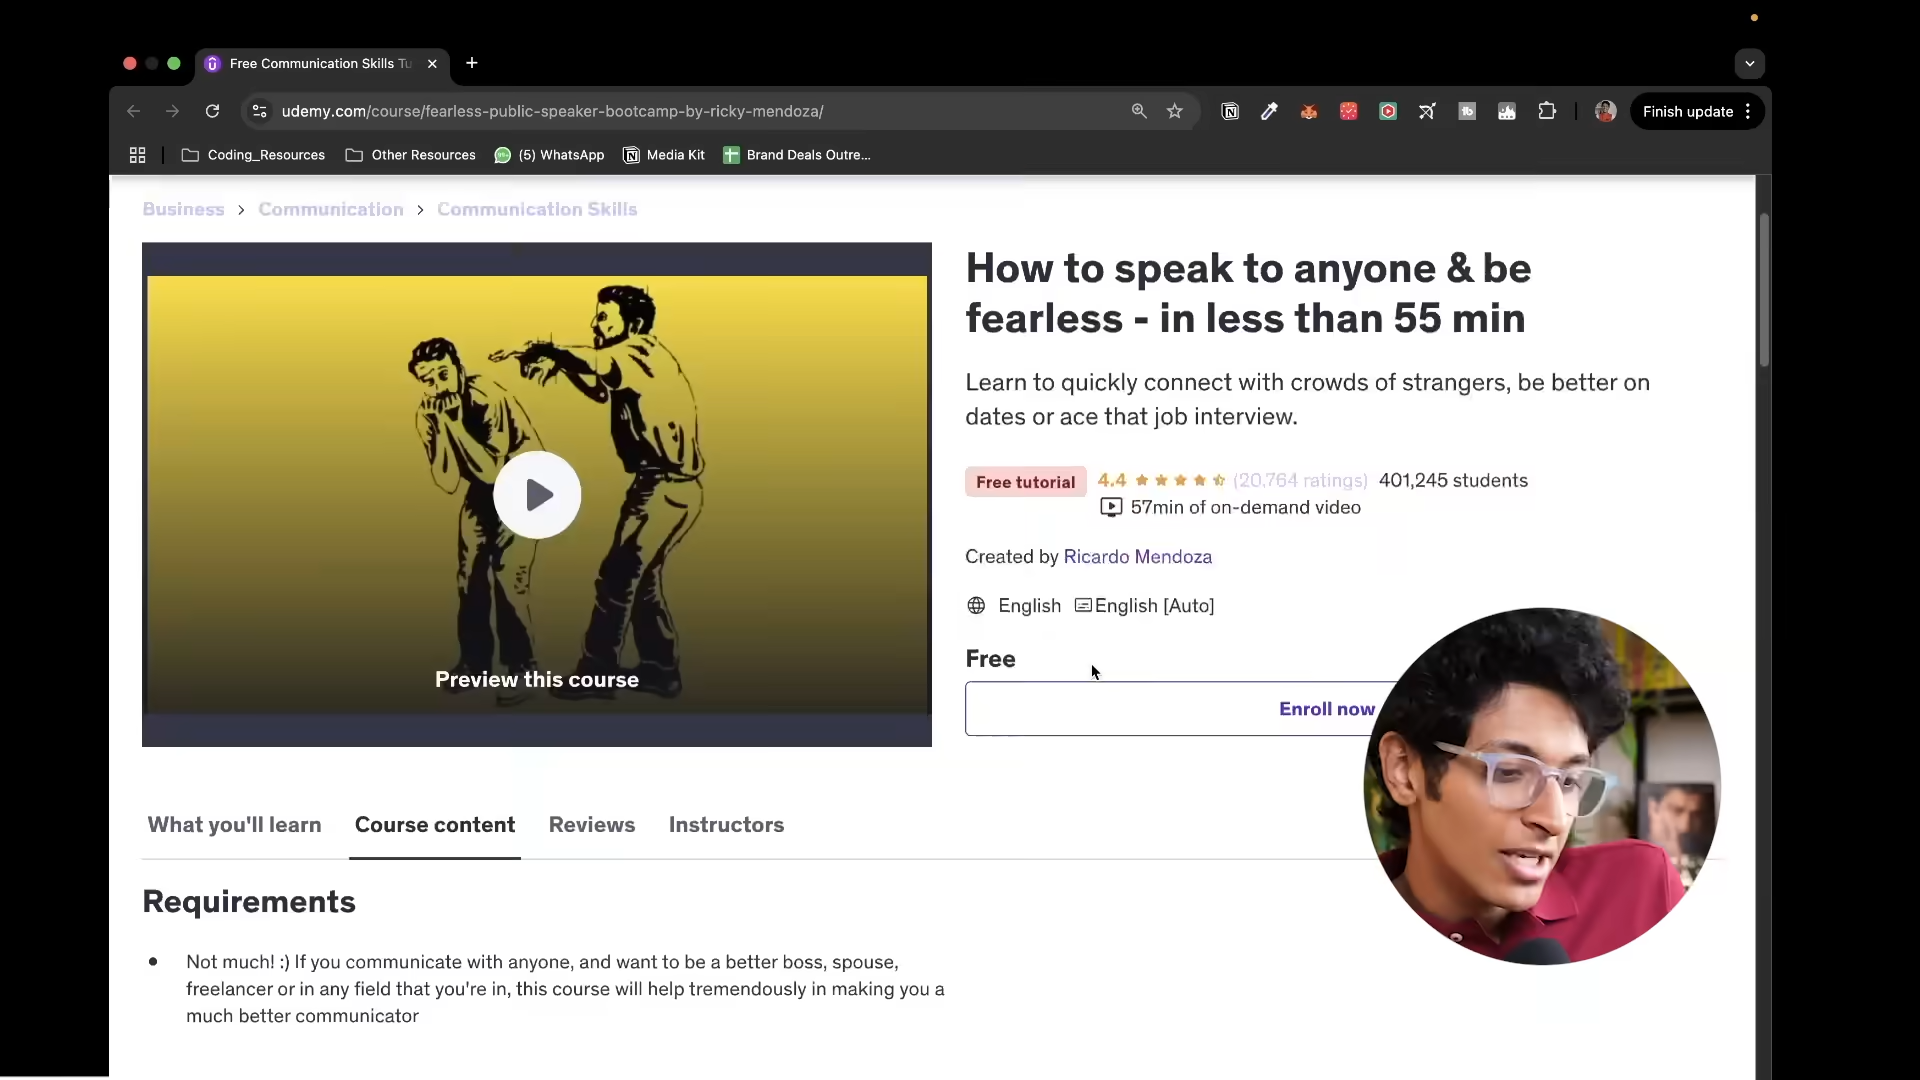 Free Communication Skills Tu
udemy.com/course/fearless-public-speaker-bootcamp-by-ricky-mendoza/
Finish update
Coding_Resources
Other Resources
(5) WhatsApp
Media Kit
Brand Deals Outre...
Business > Communication > Communication Skills
Preview this course
How to speak to anyone & be
fearless - in less than 55 min
Learn to quickly connect with crowds of strangers, be better on
dates or ace that job interview.
Free tutorial
4.4 (20,764 ratings) 401,245 students
57min of on-demand video
Created by Ricardo Mendoza
English English [Auto]
Free
Enroll now
What you'll learn
Course content
Reviews
Instructors
Requirements
Not much! :) If you communicate with anyone, and want to be a better boss, spouse,
freelancer or in any field that you're in, this course will help tremendously in making you a
much better communicator